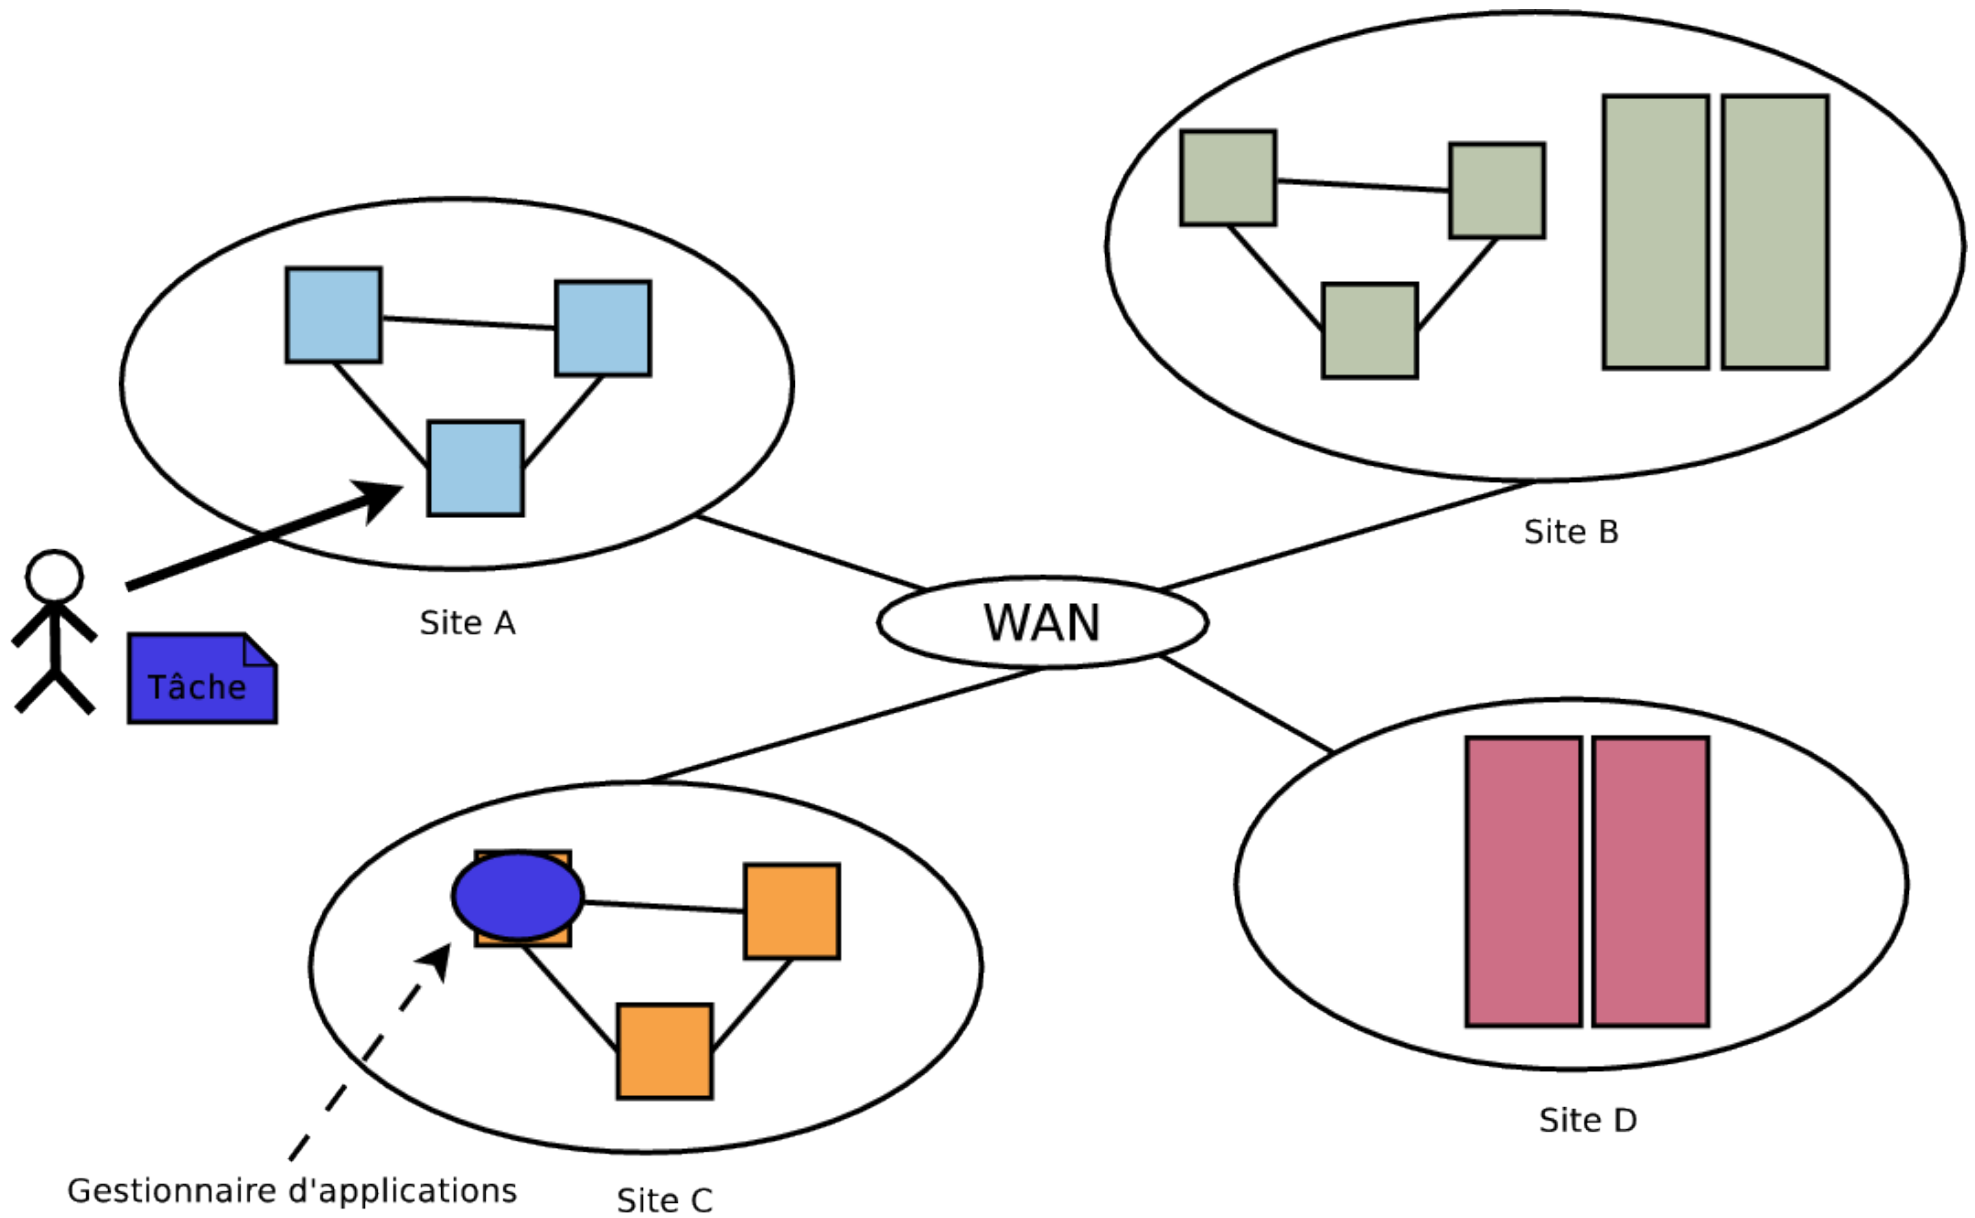 Site B
Site A
WAN
Tâche
Site D
Gestionnaire d'applications
Site C